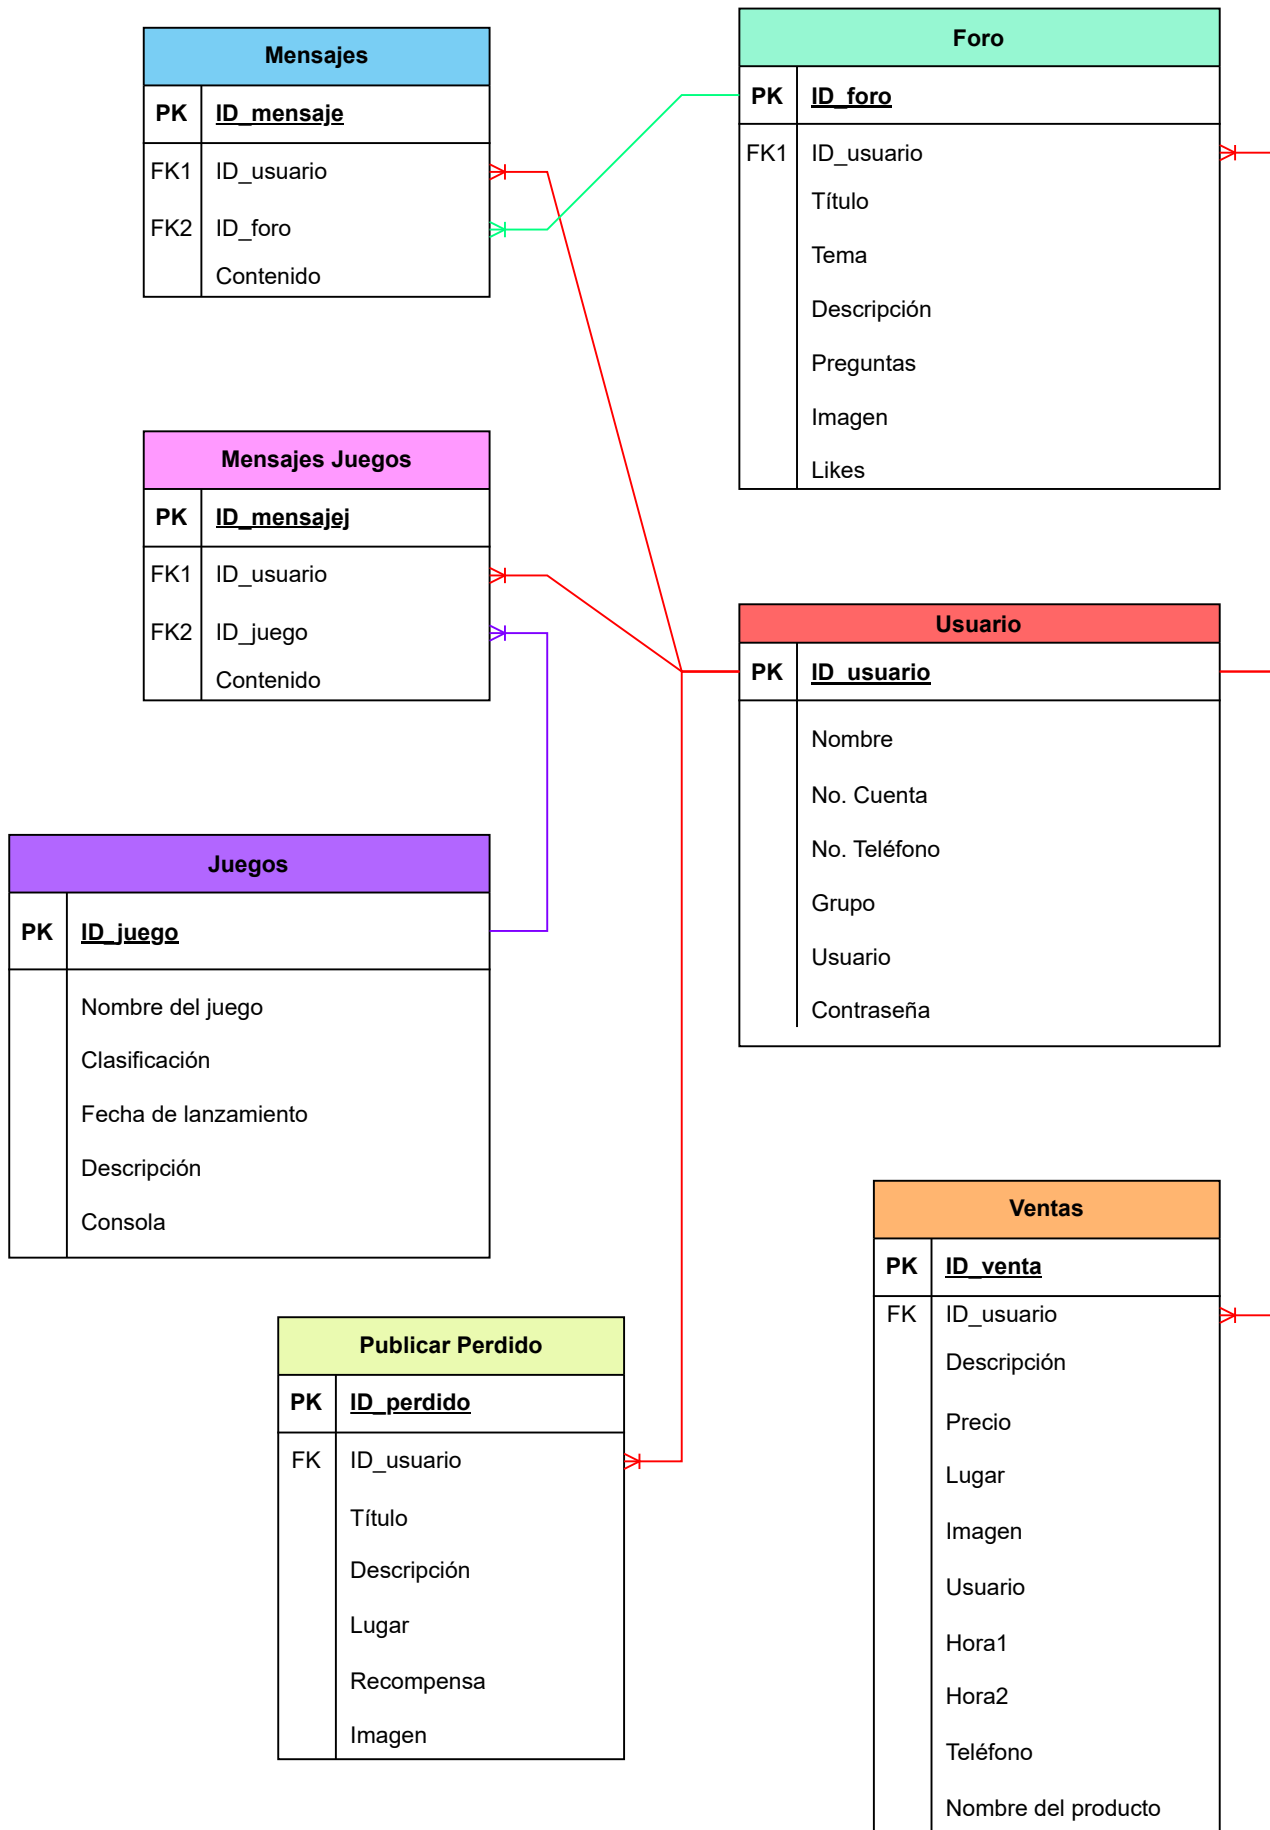 Mensajes
PK ID_mensaje
FK1 ID_usuario
FK2 ID_foro
Contenido
Foro
PK ID_foro
FK1 ID_usuario
Título
Tema
Descripción
Preguntas
Imagen
Likes
Mensajes Juegos
PK ID_mensajej
FK1 ID_usuario
FK2 ID_juego
Contenido
Usuario
PK ID_usuario
Nombre
No. Cuenta
No. Teléfono
Grupo
Usuario
Contraseña
Juegos
PK ID_juego
Nombre del juego
Clasificación
Fecha de lanzamiento
Descripción
Consola
Ventas
PK ID_venta
FK ID_usuario
Descripción
Precio
Lugar
Imagen
Usuario
Hora1
Hora2
Teléfono
Nombre del producto
Publicar Perdido
PK ID_perdido
FK ID_usuario
Título
Descripción
Lugar
Recompensa
Imagen